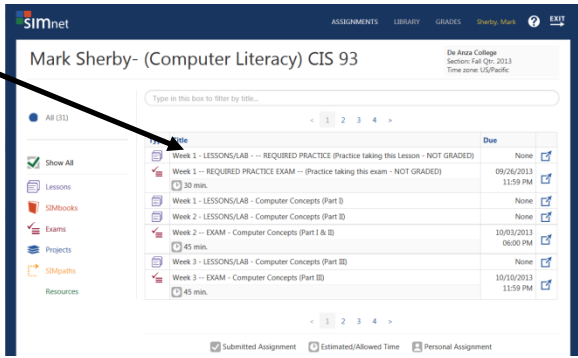 SIMnet
ASSIGNMENTS LIBRARY GRADES Sherby, Mark ? EXIT
Mark Sherby- (Computer Literacy) CIS 93
De Anza College
Section: Fall Qtr. 2013
Time zone: US/Pacific
Type in this box to filter by title...
All (31)
< 1 2 3 4 >
Title Due
Show All
Lessons
SIMbooks
Exams
Projects
SIMpaths
Resources
Week 1 - LESSONS/LAB - -- REQUIRED PRACTICE (Practice taking this Lesson - NOT GRADED) None
Week 1 -- REQUIRED PRACTICE EXAM -- (Practice taking this exam - NOT GRADED) 09/26/2013
30 min. 11:59 PM
Week 1 - LESSONS/LAB - Computer Concepts (Part I) None
Week 2 - LESSONS/LAB - Computer Concepts (Part II) None
Week 2 -- EXAM - Computer Concepts (Part I & II) 10/03/2013
45 min. 06:00 PM
Week 3 - LESSONS/LAB - Computer Concepts (Part III) None
Week 3 -- EXAM - Computer Concepts (Part III) 10/10/2013
45 min. 11:59 PM
< 1 2 3 4 >
Submitted Assignment Estimated/Allowed Time Personal Assignment